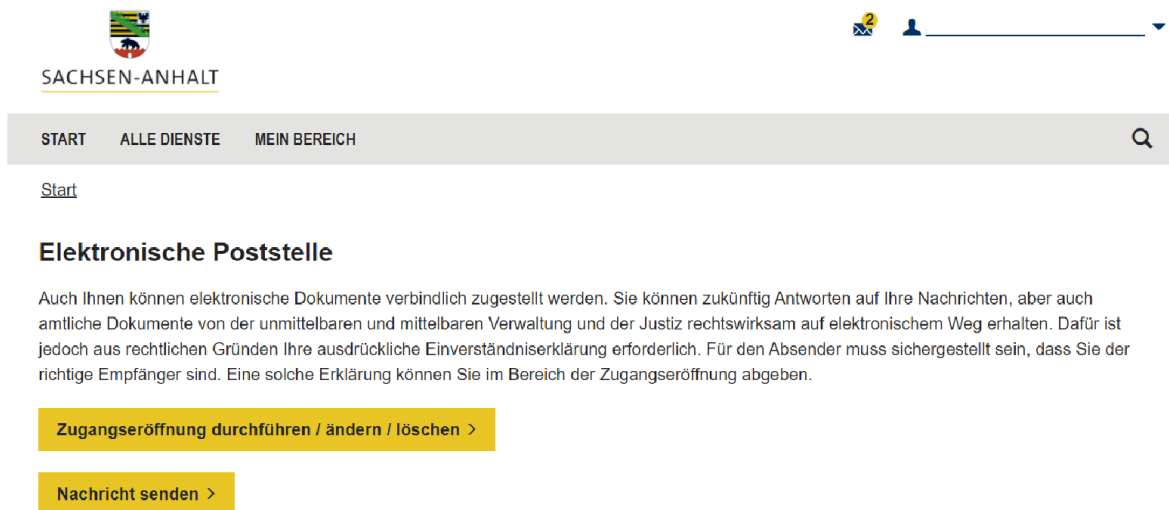 2
SACHSEN-ANHALT
START ALLE DIENSTE MEIN BEREICH
Start
Elektronische Poststelle
Auch Ihnen können elektronische Dokumente verbindlich zugestellt werden. Sie können zukünftig Antworten auf Ihre Nachrichten, aber auch
amtliche Dokumente von der unmittelbaren und mittelbaren Verwaltung und der Justiz rechtswirksam auf elektronischem Weg erhalten. Dafür ist
jedoch aus rechtlichen Gründen Ihre ausdrückliche Einverständniserklärung erforderlich. Für den Absender muss sichergestellt sein, dass Sie der
richtige Empfänger sind. Eine solche Erklärung können Sie im Bereich der Zugangseröffnung abgeben.
Zugangseröffnung durchführen / ändern / löschen >
Nachricht senden >